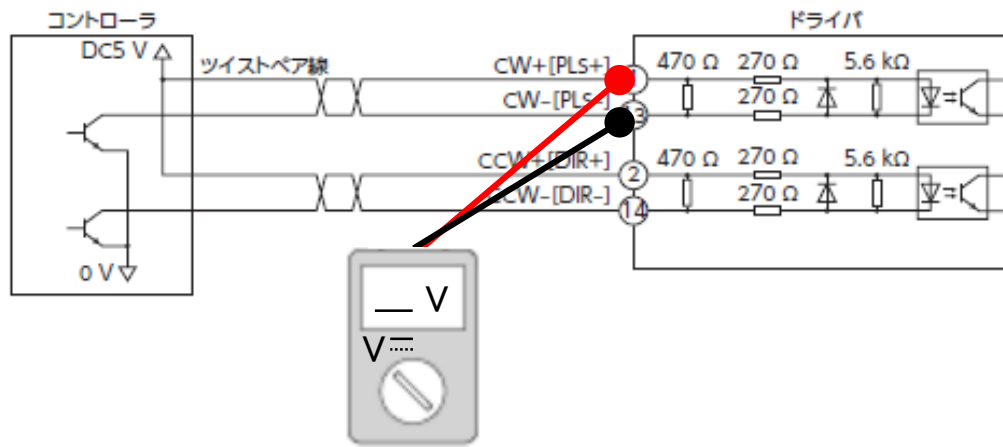 コントローラ
ドライバ
DC5 V
ツイストペア線
CW+[PLS+]
470 Ω
270 Ω
5.6 kΩ
CW-[PLS-]
270 Ω
CCW+[DIR+]
2
470 Ω
270 Ω
5.6 kΩ
CCW-[DIR-]
14
270 Ω
0 V
__ V
V